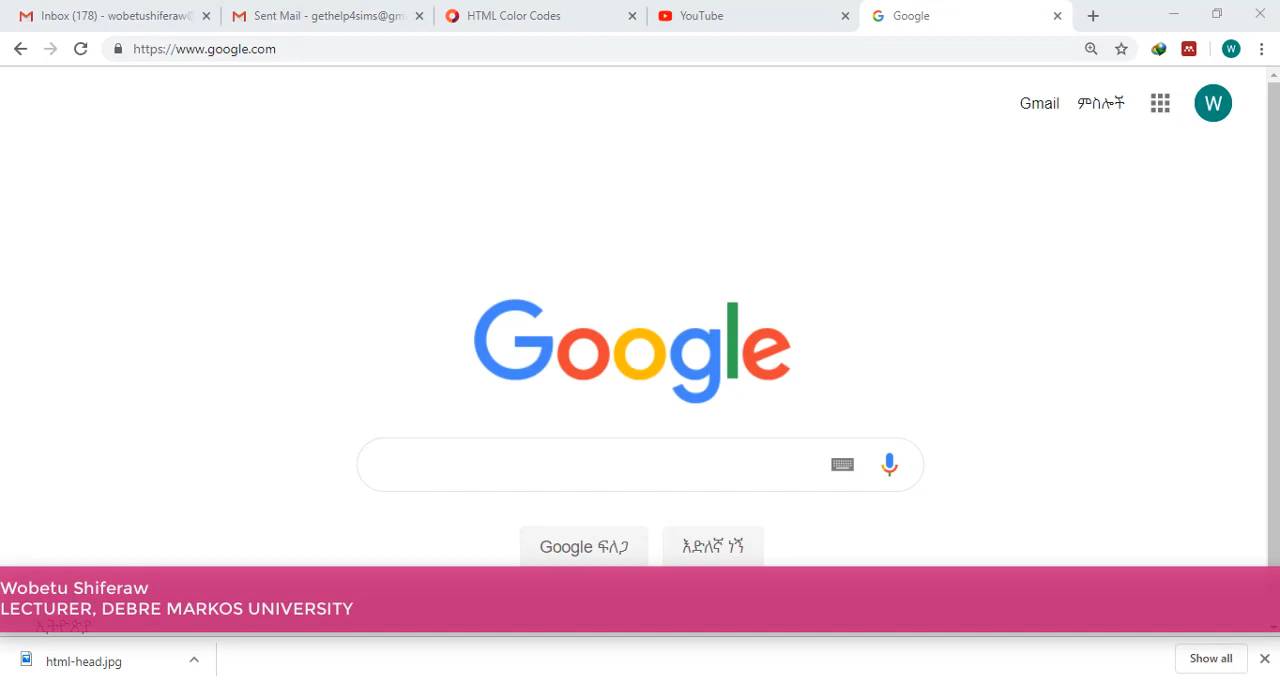 Inbox (178) - wobetushiferaw@
Sent Mail - gethelp4sims@gm
HTML Color Codes
YouTube
Google
https://www.google.com
W
Gmail
ምስሎች
W
Google
Google ፍለጋ
እድለኛ ነኝ
Wobetu Shiferaw
LECTURER, DEBRE MARKOS UNIVERSITY
ኢትዮጵያ
html-head.jpg
Show all